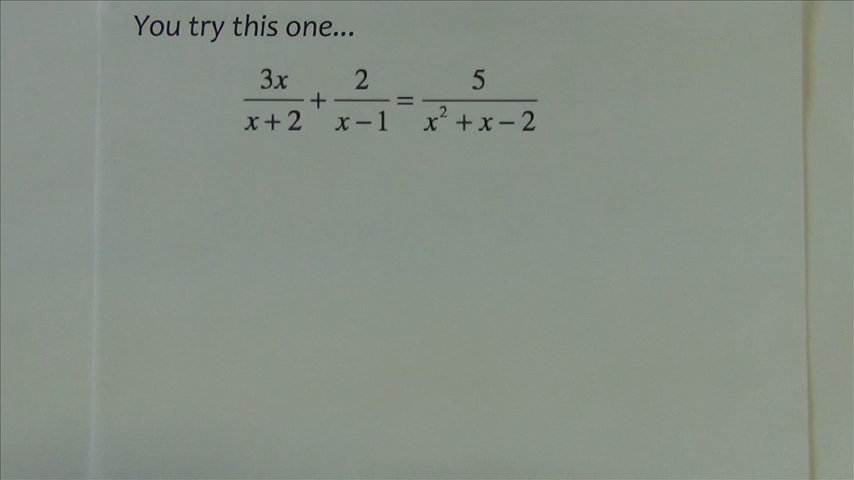 You try this one...
3x/(x+2) + 2/(x-1) = 5/(x²+x-2)